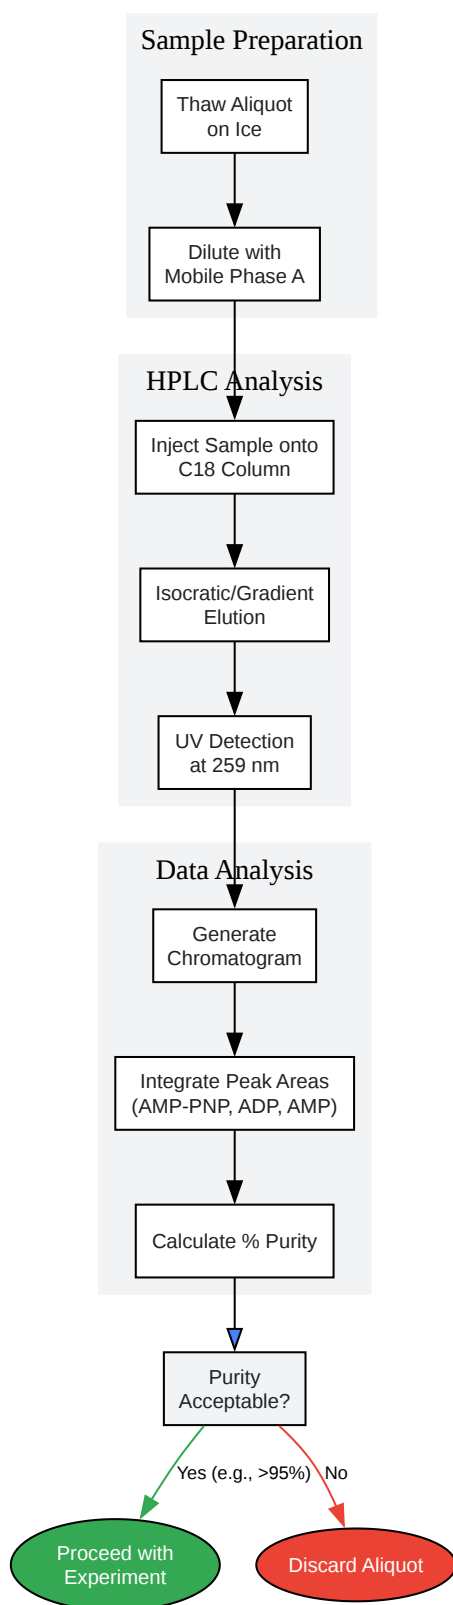 Sample Preparation
Thaw Aliquot
on Ice
Dilute with
Mobile Phase A
HPLC Analysis
Inject Sample onto
C18 Column
Isocratic/Gradient
Elution
UV Detection
at 259 nm
Data Analysis
Generate
Chromatogram
Integrate Peak Areas
(AMP-PNP, ADP, AMP)
Calculate % Purity
Purity
Acceptable?
Yes (e.g., >95%)
No
Proceed with
Experiment
Discard Aliquot